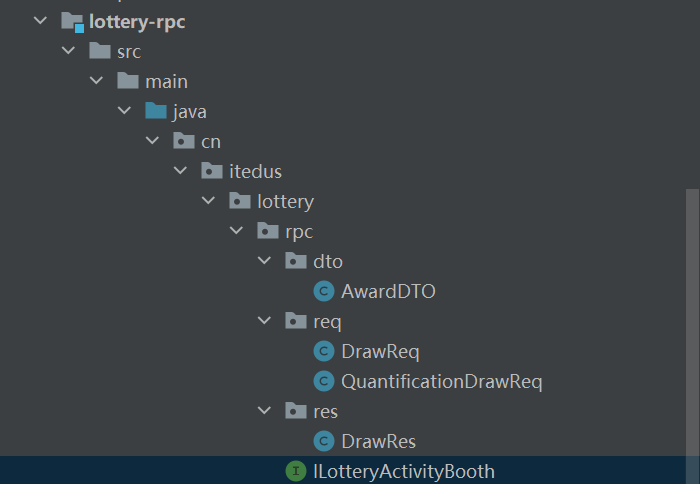 lottery-rpc
src
main
java
cn
itedus
lottery
rpc
dto
C AwardDTO
req
C DrawReq
C QuantificationDrawReq
res
C DrawRes
I ILotteryActivityBooth